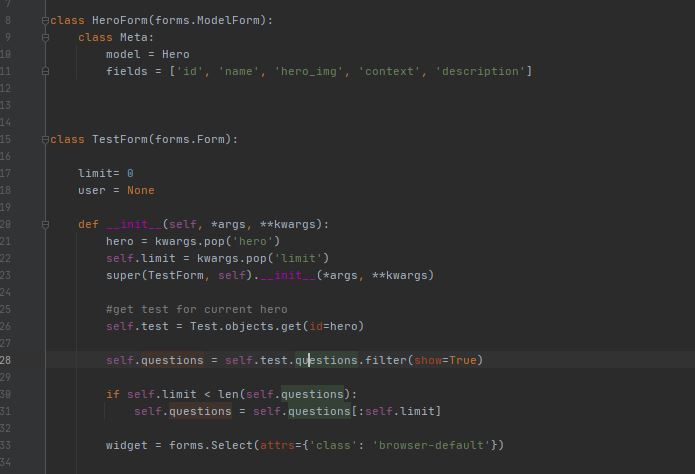 7
8 class HeroForm(forms.ModelForm):
9 class Meta:
10 model = Hero
11 fields = ['id', 'name', 'hero_img', 'context', 'description']
12
13
14
15 class TestForm(forms.Form):
16
17 limit= 0
18 user = None
19
20 def __init__(self, *args, **kwargs):
21 hero = kwargs.pop('hero')
22 self.limit = kwargs.pop('limit')
23 super(TestForm, self).__init__(*args, **kwargs)
24
25 #get test for current hero
26 self.test = Test.objects.get(id=hero)
27
28 self.questions = self.test.questions.filter(show=True)
29
30 if self.limit < len(self.questions):
31 self.questions = self.questions[:self.limit]
32
33 widget = forms.Select(attrs={'class': 'browser-default'})
34